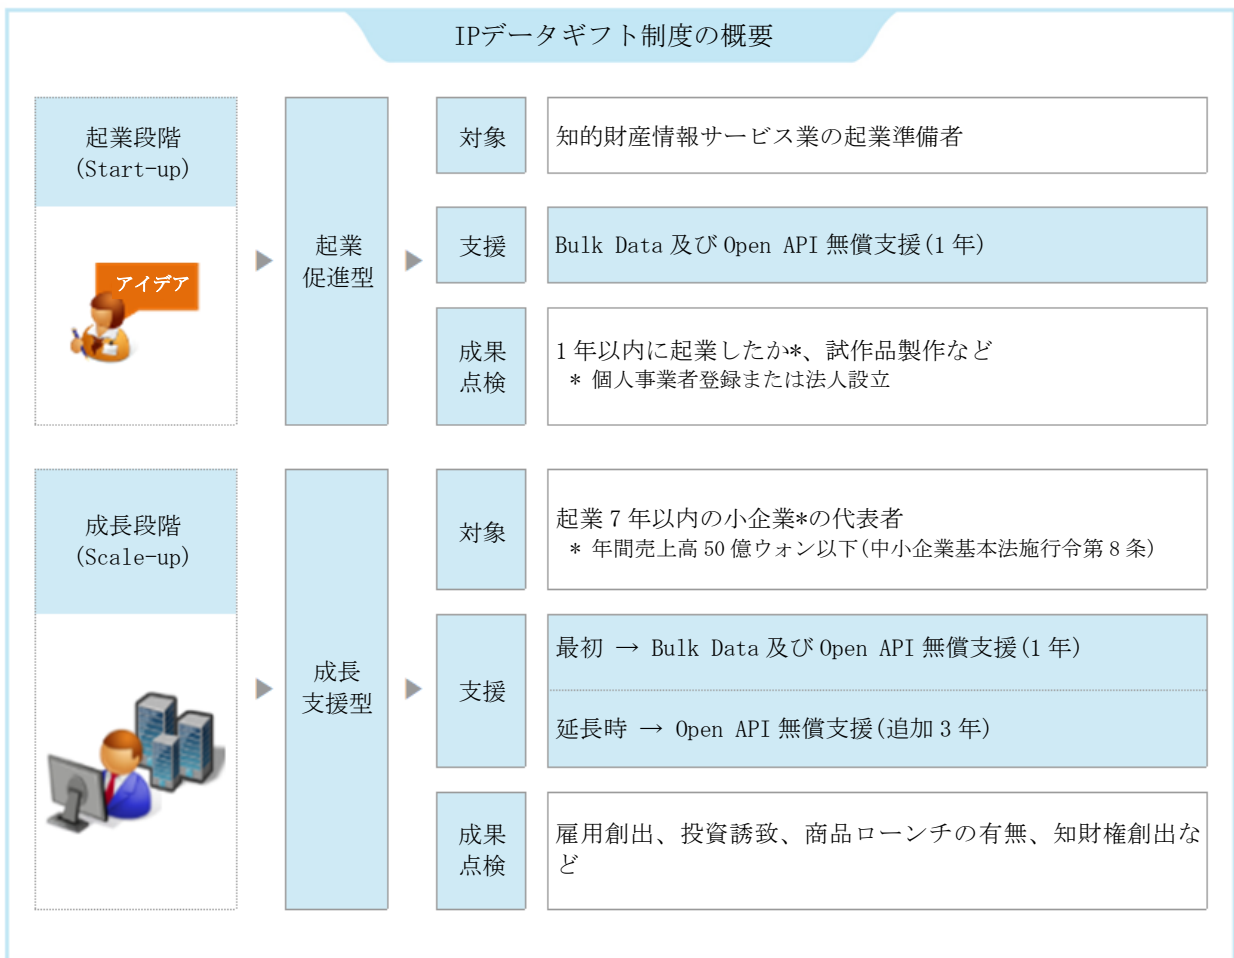 IPデータギフト制度の概要
起業段階
(Start-up)
アイデア
起業
促進型
対象
知的財産情報サービス業の起業準備者
支援
Bulk Data 及び Open API 無償支援(1 年)
成果
点検
1 年以内に起業したか*、試作品製作など
* 個人事業者登録または法人設立
成長段階
(Scale-up)
成長
支援型
対象
起業 7 年以内の小企業*の代表者
* 年間売上高 50 億ウォン以下(中小企業基本法施行令第 8 条)
支援
最初 → Bulk Data 及び Open API 無償支援(1 年)
延長時 → Open API 無償支援(追加 3 年)
成果
点検
雇用創出、投資誘致、商品ローンチの有無、知財権創出な
ど